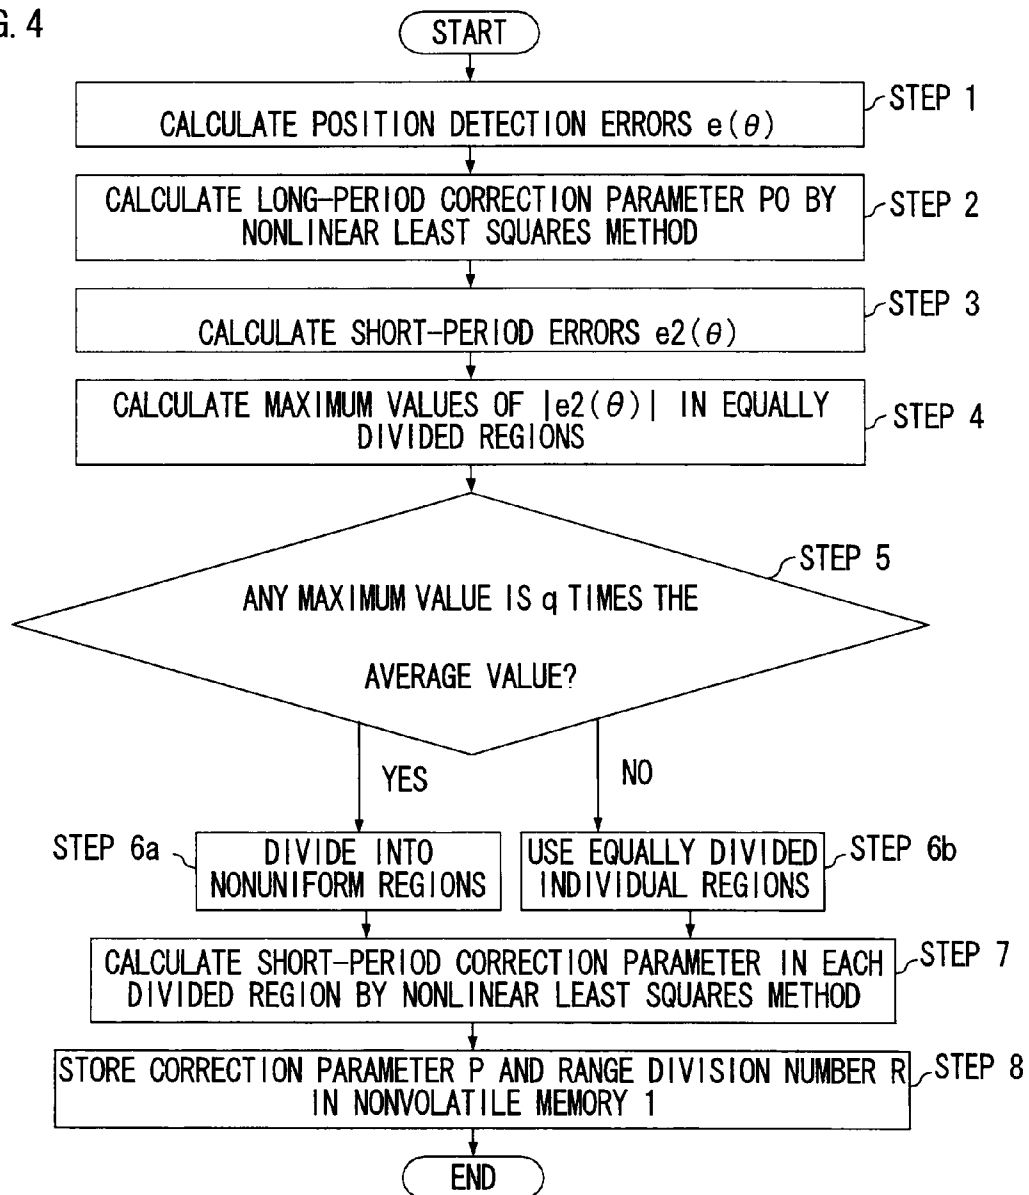 G. 4
START
STEP 1
CALCULATE POSITION DETECTION ERRORS e(θ)
CALCULATE LONG-PERIOD CORRECTION PARAMETER P0 BY
NONLINEAR LEAST SQUARES METHOD
STEP 2
STEP 3
CALCULATE SHORT-PERIOD ERRORS e2(θ)
CALCULATE MAXIMUM VALUES OF |e2(θ)| IN EQUALLY
DIVIDED REGIONS
STEP 4
STEP 5
ANY MAXIMUM VALUE IS q TIMES THE
AVERAGE VALUE?
YES
NO
STEP 6a
DIVIDE INTO
NONUNIFORM REGIONS
USE EQUALLY DIVIDED
INDIVIDUAL REGIONS
STEP 6b
CALCULATE SHORT-PERIOD CORRECTION PARAMETER IN EACH
DIVIDED REGION BY NONLINEAR LEAST SQUARES METHOD
STEP 7
STORE CORRECTION PARAMETER P AND RANGE DIVISION NUMBER R
IN NONVOLATILE MEMORY 1
STEP 8
END